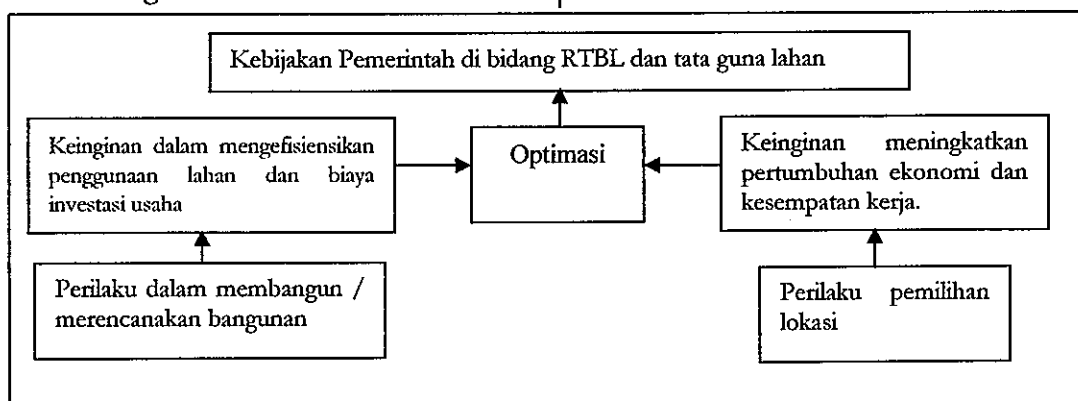 Kebijakan Pemerintah di bidang RTBL dan tata guna lahan
Keinginan dalam mengefisiensikan
penggunaan lahan dan biaya
investasi usaha
Optimasi
Keinginan meningkatkan
pertumbuhan ekonomi dan
kesempatan kerja.
Perilaku dalam membangun /
merencanakan bangunan
Perilaku pemilihan
lokasi